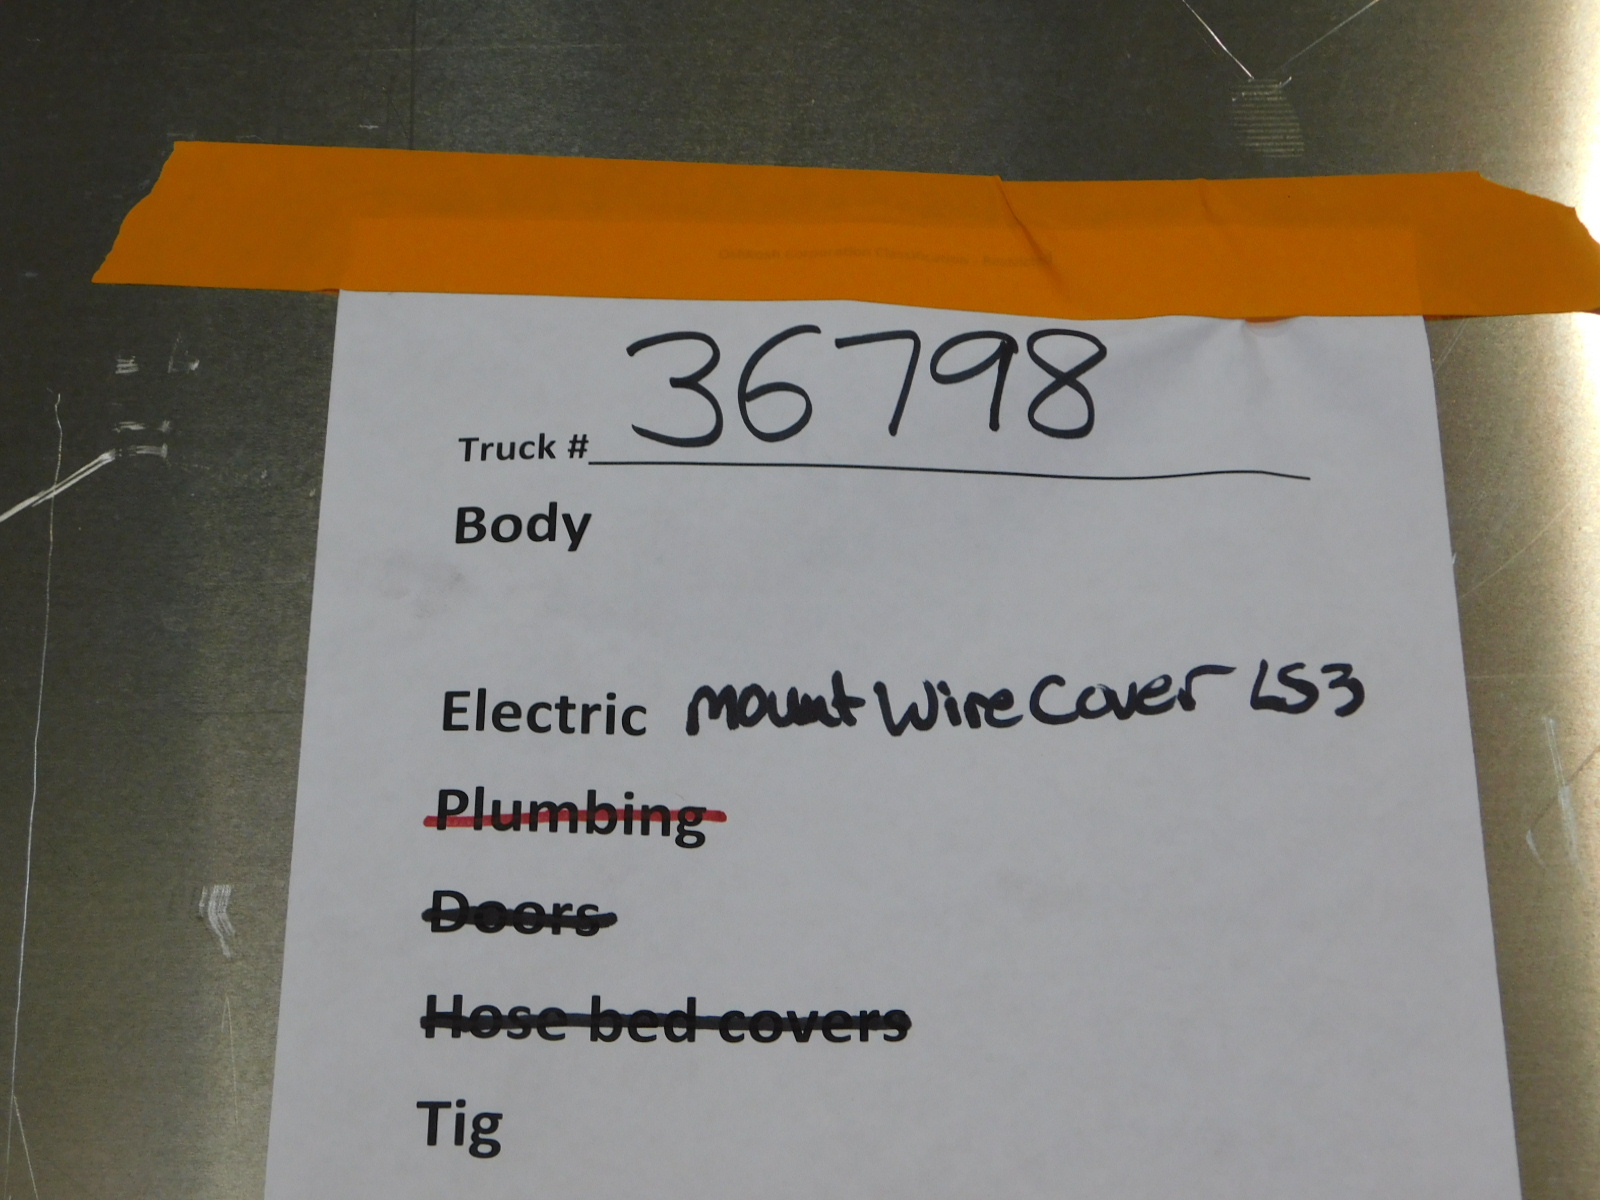 Truck # 36798
Body
Electric Mount Wire Cover LS3
Plumbing
Doors
Hose bed covers
Tig